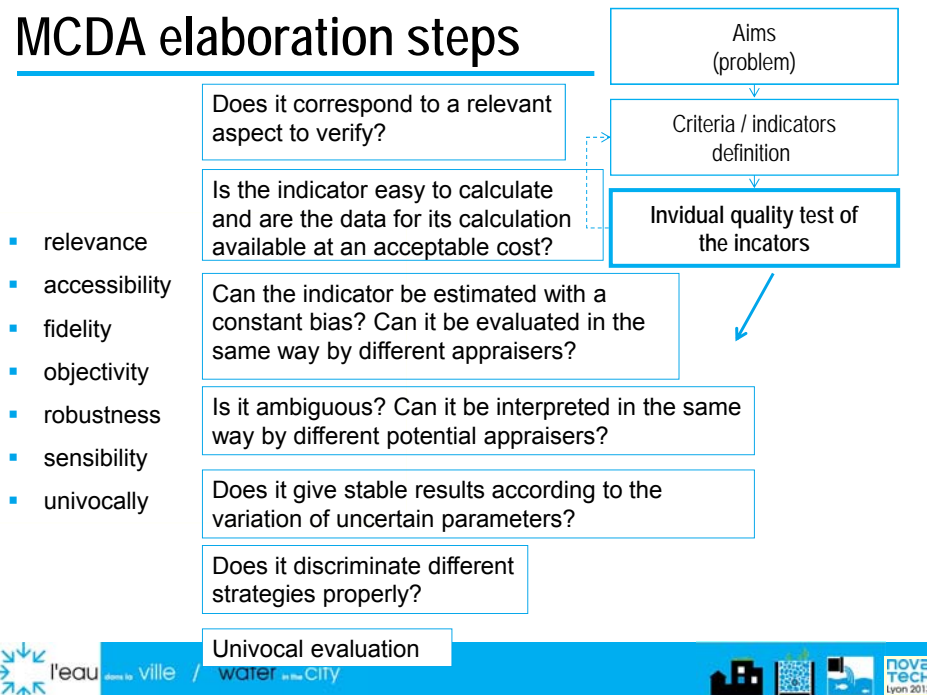 MCDA elaboration steps
Aims
(problem)
Criteria / indicators
definition
Invidual quality test of
the incators
relevance
accessibility
fidelity
objectivity
robustness
sensibility
univocally
Does it correspond to a relevant
aspect to verify?
Is the indicator easy to calculate
and are the data for its calculation
available at an acceptable cost?
Can the indicator be estimated with a
constant bias? Can it be evaluated in the
same way by different appraisers?
Is it ambiguous? Can it be interpreted in the same
way by different potential appraisers?
Does it give stable results according to the
variation of uncertain parameters?
Does it discriminate different
strategies properly?
Univocal evaluation
l'eau dans la ville / water in the city
nova
tech
Lyon 201